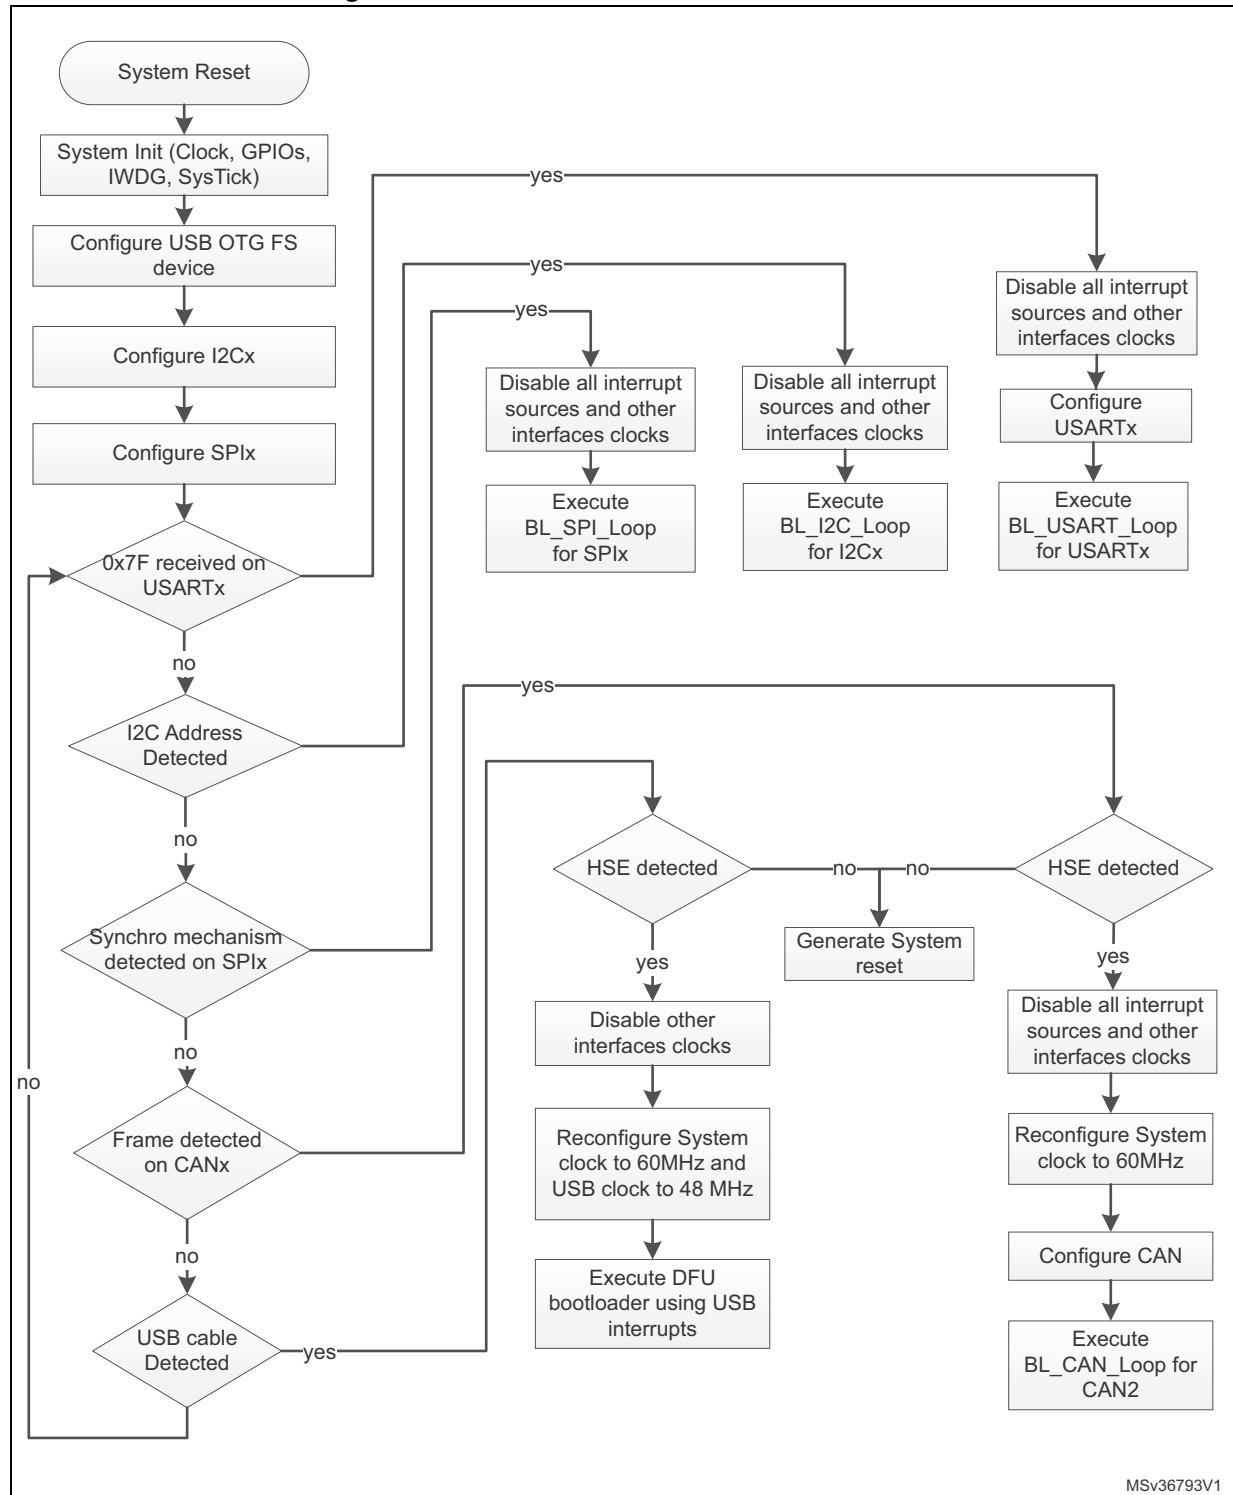 System Reset
System Init (Clock, GPIOs,
IWDG, SysTick)
Configure USB OTG FS
device
Configure I2Cx
Configure SPIx
0x7F received on
USARTx
no
I2C Address
Detected
no
Synchro mechanism
detected on SPIx
no
Frame detected
on CANx
no
USB cable
Detected
no
yes
yes
yes
Disable all interrupt
sources and other
interfaces clocks
Execute
BL_SPI_Loop
for SPIx
Disable all interrupt
sources and other
interfaces clocks
Execute
BL_I2C_Loop
for I2Cx
Disable all interrupt
sources and other
interfaces clocks
Configure
USARTx
Execute
BL_USART_Loop
for USARTx
yes
yes
HSE detected
no
no
HSE detected
Generate System
reset
yes
Disable other
interfaces clocks
Reconfigure System
clock to 60MHz and
USB clock to 48 MHz
Execute DFU
bootloader using USB
interrupts
yes
Disable all interrupt
sources and other
interfaces clocks
Reconfigure System
clock to 60MHz
Configure CAN
Execute
BL_CAN_Loop for
CAN2
MSv36793V1